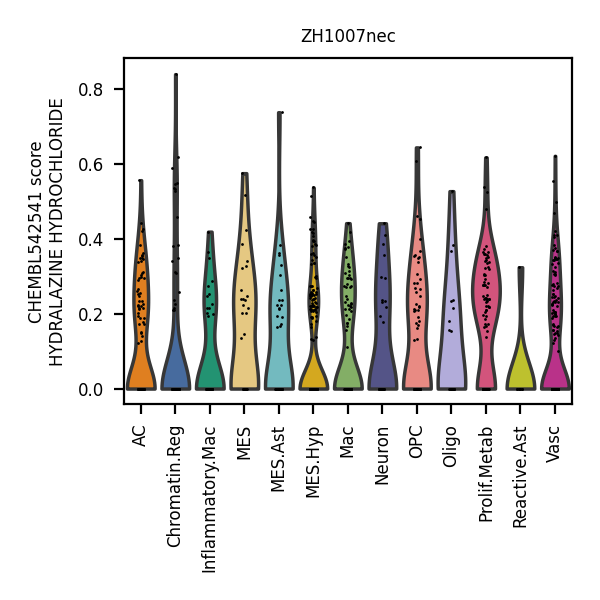 ZH1007nec
CHEMBL542541 score
HYDRALAZINE HYDROCHLORIDE
0.8
0.6
0.4
0.2
0.0
AC
Chromatin.Reg
Inflammatory.Mac
MES
MES.Ast
MES.Hyp
Mac
Neuron
OPC
Oligo
Prolif.Metab
Reactive.Ast
Vasc